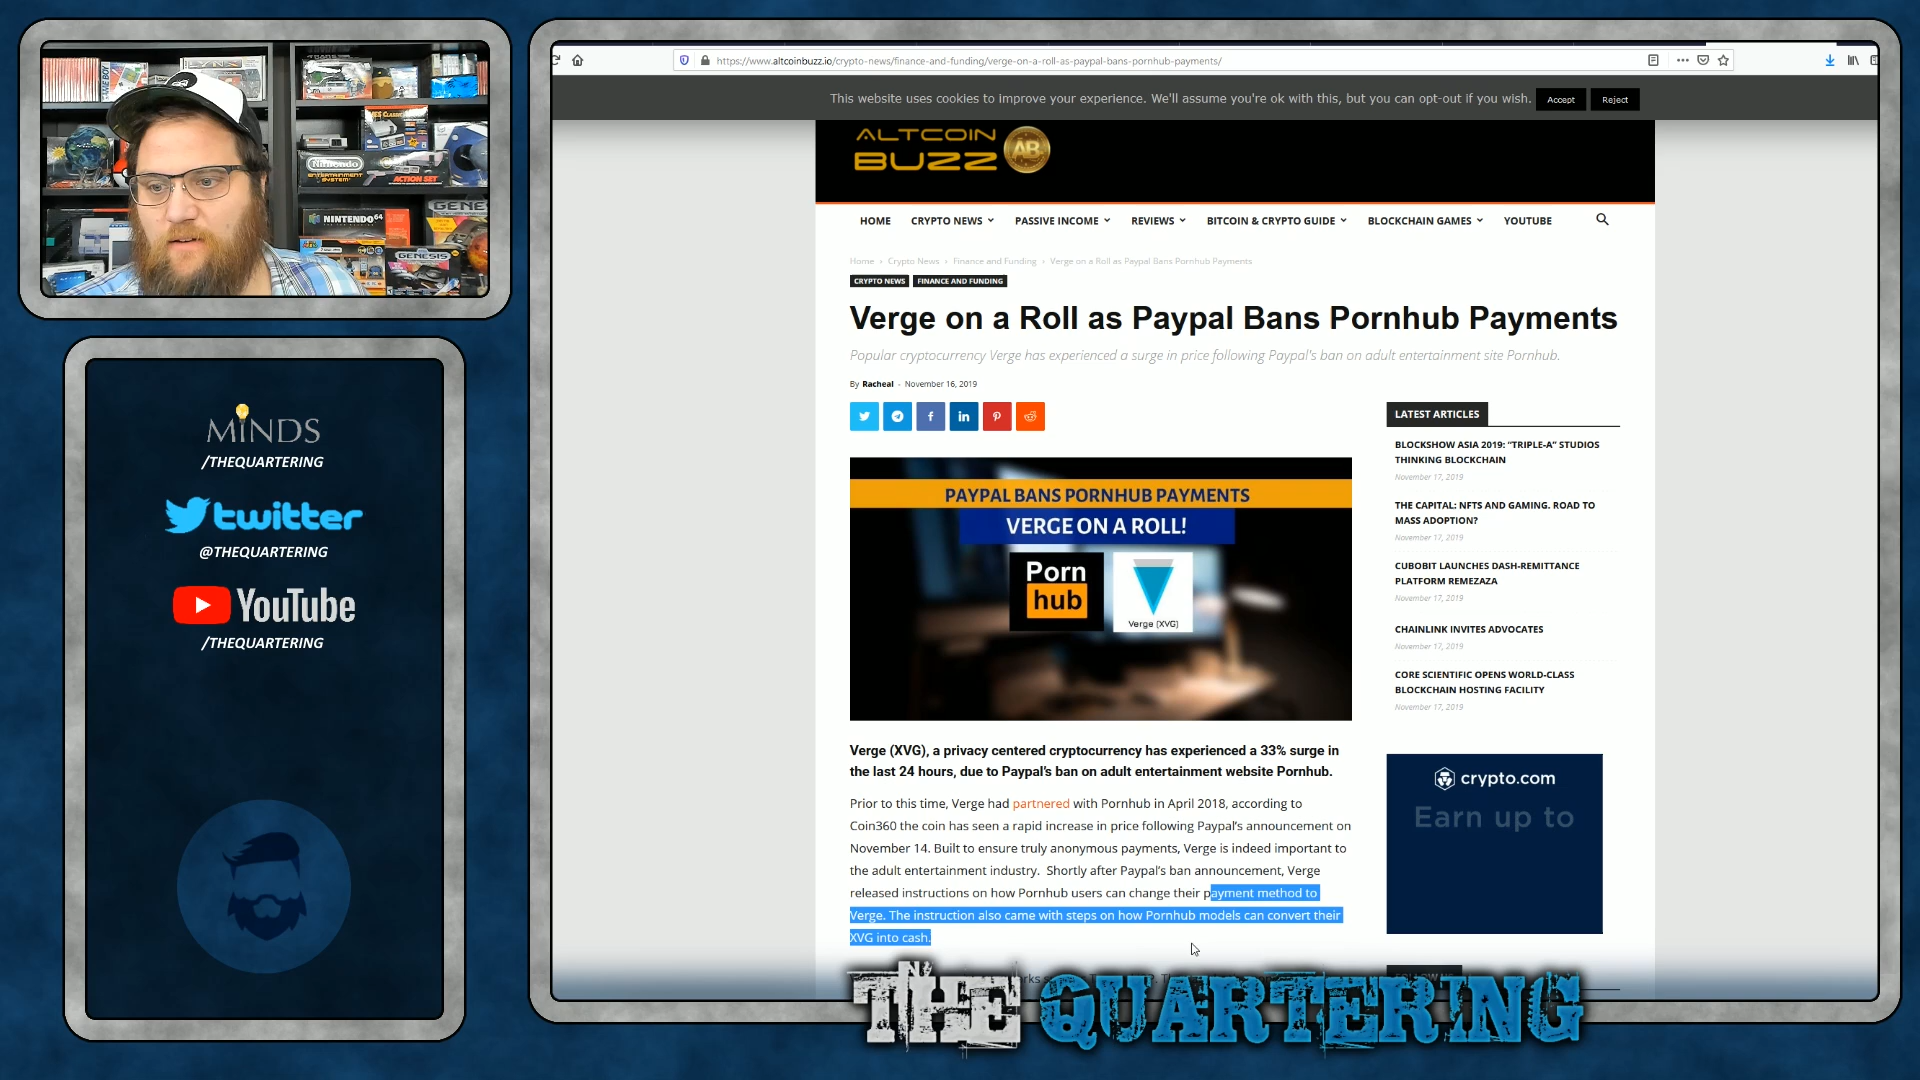 https://www.altcoinbuzz.io/crypto-news/finance-and-funding/verge-on-a-roll-as-paypal-bans-pornhub-payments/
This website uses cookies to improve your experience. We'll assume you're ok with this, but you can opt-out if you wish. Accept Reject
ALTCOIN
BUZZ AB
HOME CRYPTO NEWS PASSIVE INCOME REVIEWS BITCOIN & CRYPTO GUIDE BLOCKCHAIN GAMES YOUTUBE
Home › Crypto News › Finance and Funding › Verge on a Roll as Paypal Bans Pornhub Payments
CRYPTO NEWS FINANCE AND FUNDING
Verge on a Roll as Paypal Bans Pornhub Payments
Popular cryptocurrency Verge has experienced a surge in price following Paypal's ban on adult entertainment site Pornhub.
By Racheal - November 16, 2019
PAYPAL BANS PORNHUB PAYMENTS
VERGE ON A ROLL!
Porn
hub
Verge (XVG)
Verge (XVG), a privacy centered cryptocurrency has experienced a 33% surge in
the last 24 hours, due to Paypal's ban on adult entertainment website Pornhub.
Prior to this time, Verge had partnered with Pornhub in April 2018, according to
Coin360 the coin has seen a rapid increase in price following Paypal's announcement on
November 14. Built to ensure truly anonymous payments, Verge is indeed important to
the adult entertainment industry. Shortly after Paypal's ban announcement, Verge
released instructions on how Pornhub users can change their payment method to
Verge. The instruction also came with steps on how Pornhub models can convert their
XVG into cash.
LATEST ARTICLES
BLOCKSHOW ASIA 2019: "TRIPLE-A" STUDIOS
THINKING BLOCKCHAIN
November 17, 2019
THE CAPITAL: NFTS AND GAMING. ROAD TO
MASS ADOPTION?
November 17, 2019
CUBOBIT LAUNCHES DASH-REMITTANCE
PLATFORM REMEZAZA
November 17, 2019
CHAINLINK INVITES ADVOCATES
November 17, 2019
CORE SCIENTIFIC OPENS WORLD-CLASS
BLOCKCHAIN HOSTING FACILITY
November 17, 2019
crypto.com
Earn up to
THE QUARTERING
MINDS
/THEQUARTERING
twitter
@THEQUARTERING
YouTube
/THEQUARTERING
LYNX
GAME BOY
NES Classic
Nintendo
ENTERTAINMENT SYSTEM
ACTION SET
NINTENDO 64
GENE
GENESIS